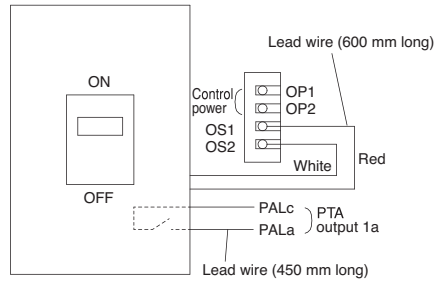 Lead wire (600 mm long)
ON
Control
power
OP1
OP2
OS1
OS2
White
Red
OFF
PALc
PALa
PTA
output 1a
Lead wire (450 mm long)